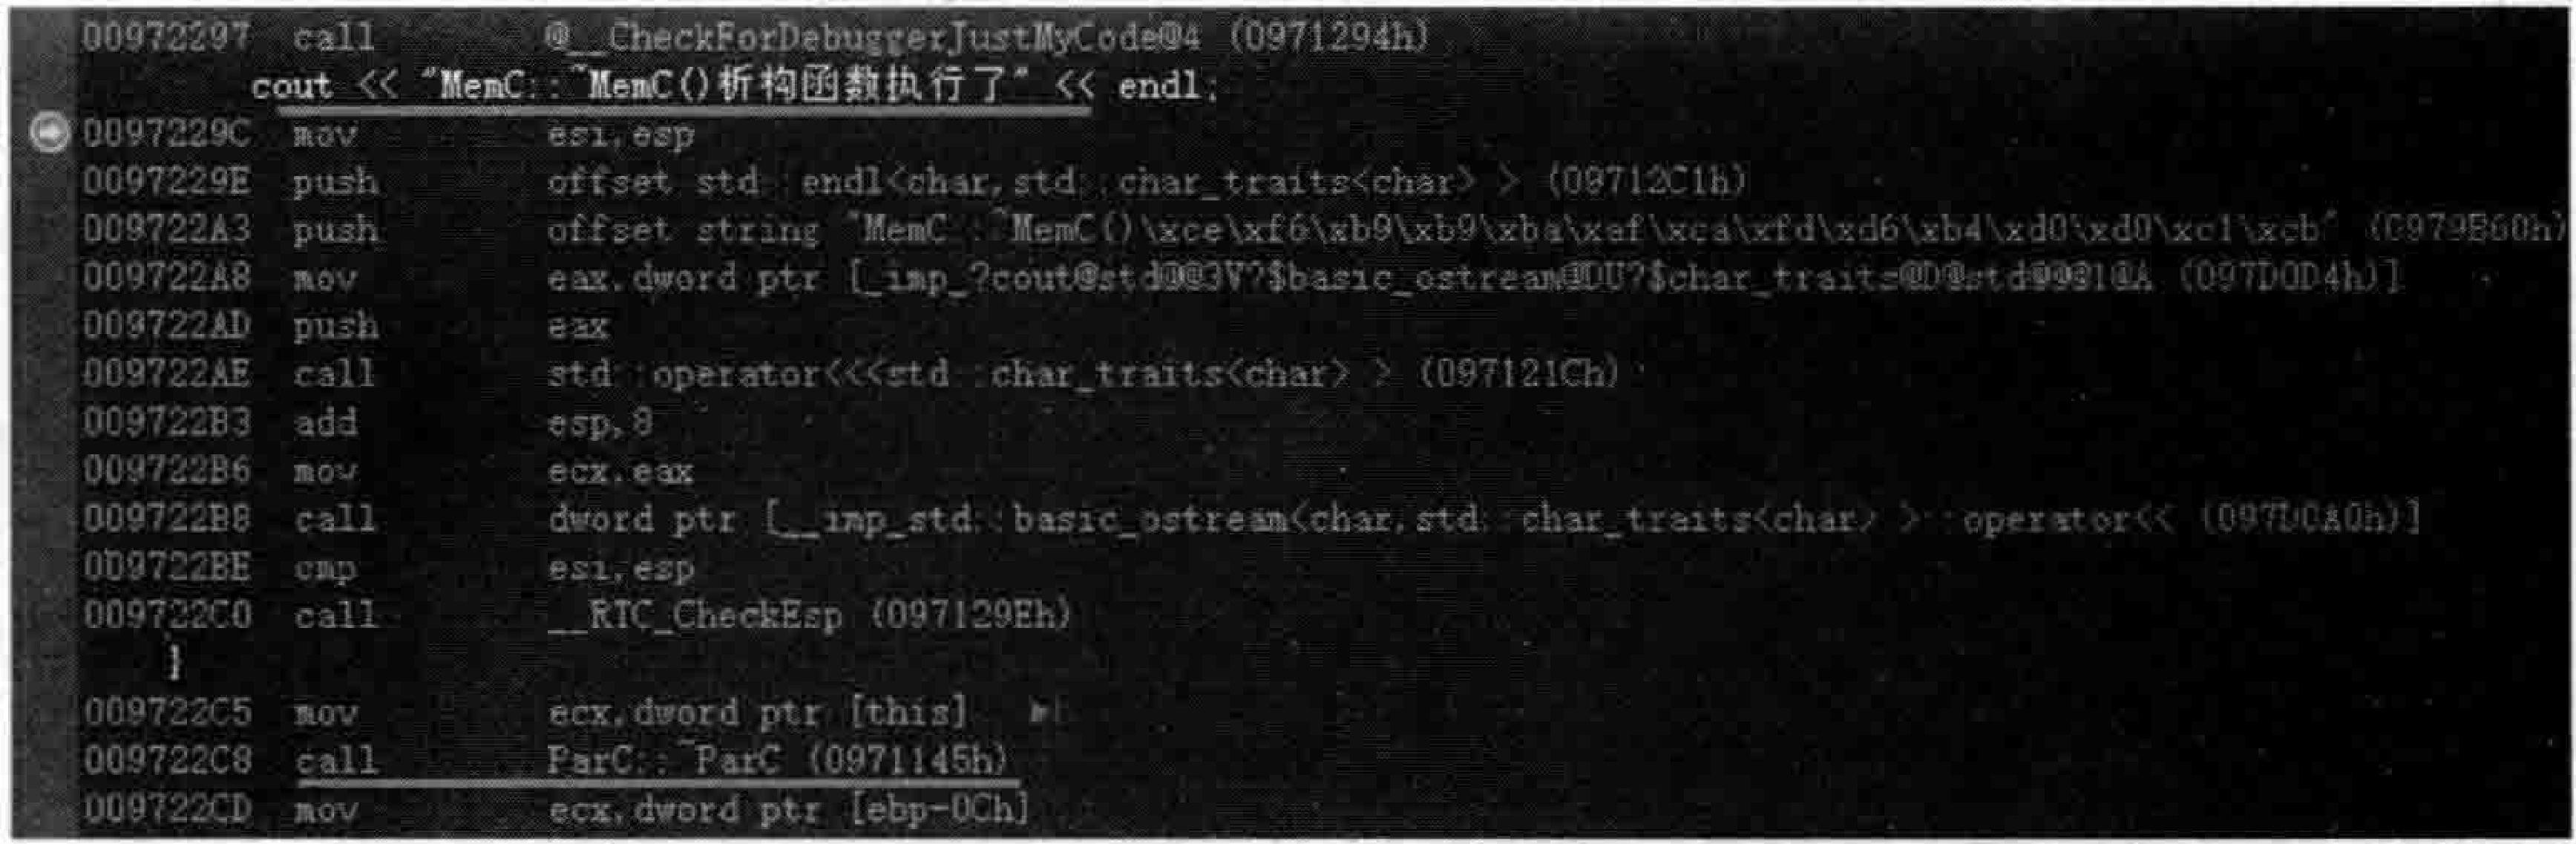 00972297 call @__CheckForDebuggerJustMyCode@4 (0971294h)
cout << "MemC::~MemC()析构函数执行了" << endl;
0097229C mov esi,esp
0097229E push offset std::endl<char,std::char_traits<char> > (09712C1h)
009722A3 push offset string "MemC::~MemC()\xce\xf6\xb9\xb9\xba\xaf\xca\xfd\xd6\xb4\xd0\xd0\xc1\xcb" (0979B60h)
009722A8 mov eax,dword ptr [_imp_?cout@std@@3V?$basic_ostream@DU?$char_traits@D@std@@@1@A (097D0D4h)]
009722AD push eax
009722AE call std::operator<<<std::char_traits<char> > (097121Ch)
009722B3 add esp,8
009722B6 mov ecx,eax
009722B8 call dword ptr [__imp_std::basic_ostream<char,std::char_traits<char> >::operator<< (097D0A0h)]
009722BE cmp esi,esp
009722C0 call __RTC_CheckEsp (097129Eh)
}
009722C5 mov ecx,dword ptr [this]
009722C8 call ParC::~ParC (0971145h)
009722CD mov ecx,dword ptr [ebp-0Ch]